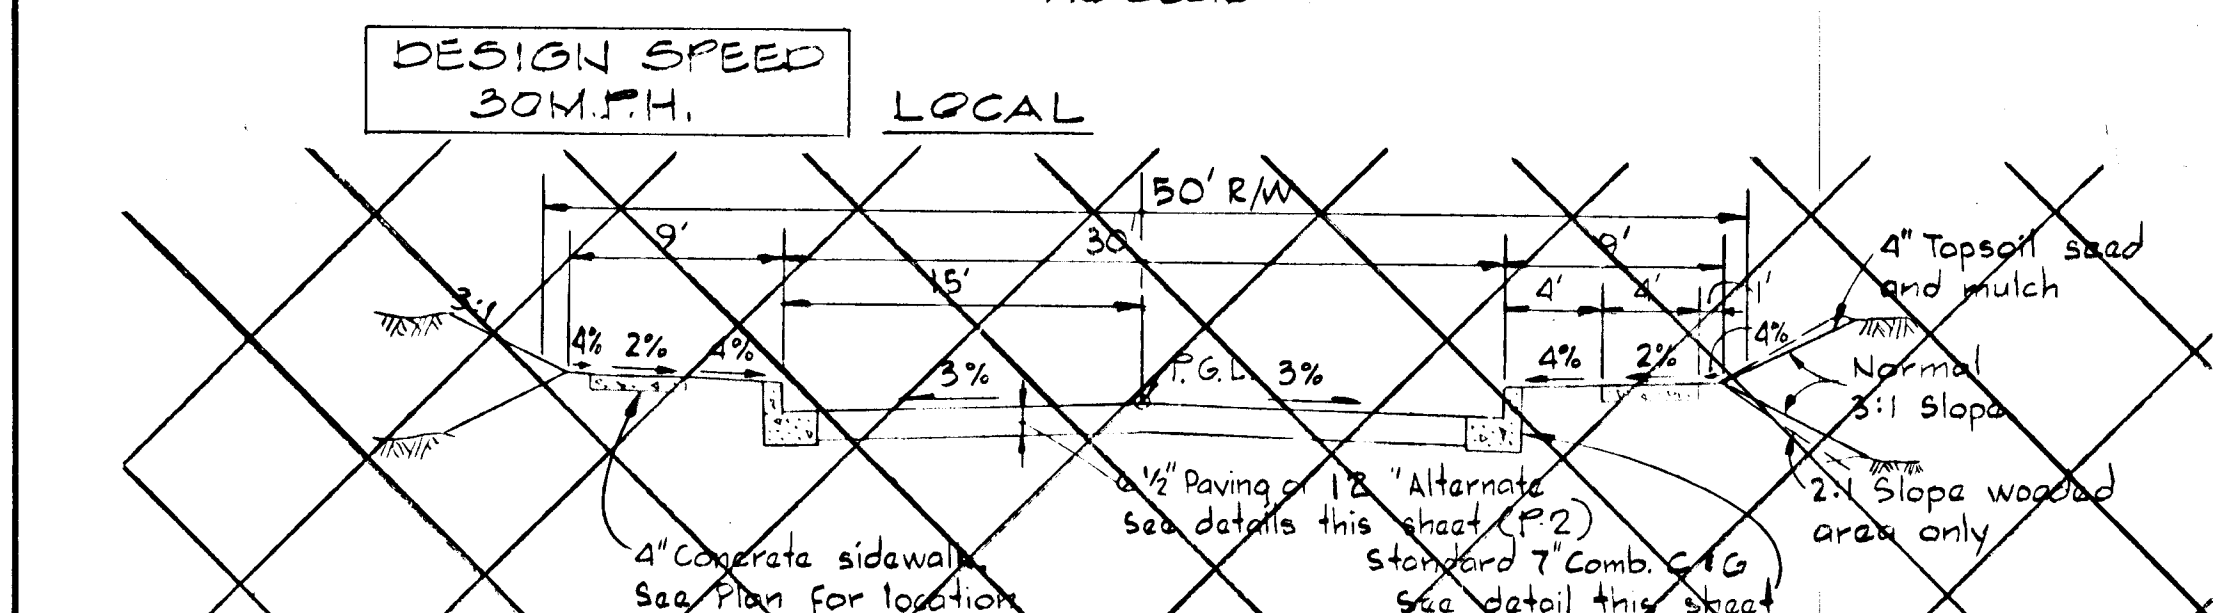 DESIGN SPEED
30 M.P.H.
LOCAL
50' R/W
9'
30'
9'
15'
4'
4'
1'
4" Topsoil seed
and mulch
3:1
4%
2%
4%
3%
P.G.L.
3%
4%
2%
4%
Normal
3:1 Slope
2:1 Slope wooded
area only
½" Paving or 12 "Alternate
See details this sheet (P.2)
4" Concrete sidewalk
See Plan for location
Standard 7" Comb. C & G
see detail this sheet